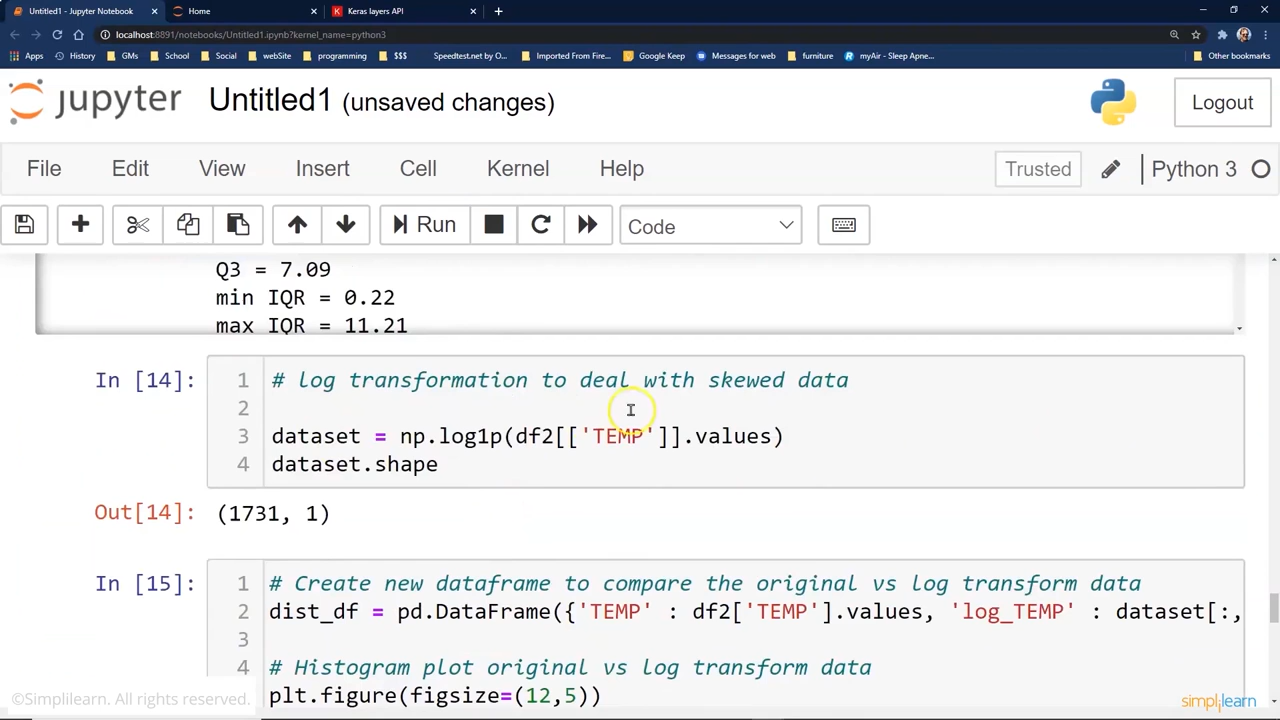 Untitled1 - Jupyter Notebook
Home
Keras layers API
localhost:8891/notebooks/Untitled1.ipynb?kernel_name=python3
Apps
History
GMs
School
Social
webSite
programming
$$$
Speedtest.net by O...
Imported From Fire...
Google Keep
Messages for web
furniture
myAir - Sleep Apne...
Other bookmarks
jupyter
Untitled1 (unsaved changes)
Logout
File
Edit
View
Insert
Cell
Kernel
Help
Trusted
Python 3
Run
Code
Q3 = 7.09
min IQR = 0.22
max IQR = 11.21
In [14]:
1 # log transformation to deal with skewed data
2
3 dataset = np.log1p(df2[['TEMP']].values)
4 dataset.shape
Out[14]: (1731, 1)
In [15]:
1 # Create new dataframe to compare the original vs log transform data
2 dist_df = pd.DataFrame({'TEMP' : df2['TEMP'].values, 'log_TEMP' : dataset[:,
3
4 # Histogram plot original vs log transform data
plt.figure(figsize=(12,5))
©Simplilearn. All rights reserved.
simplilearn